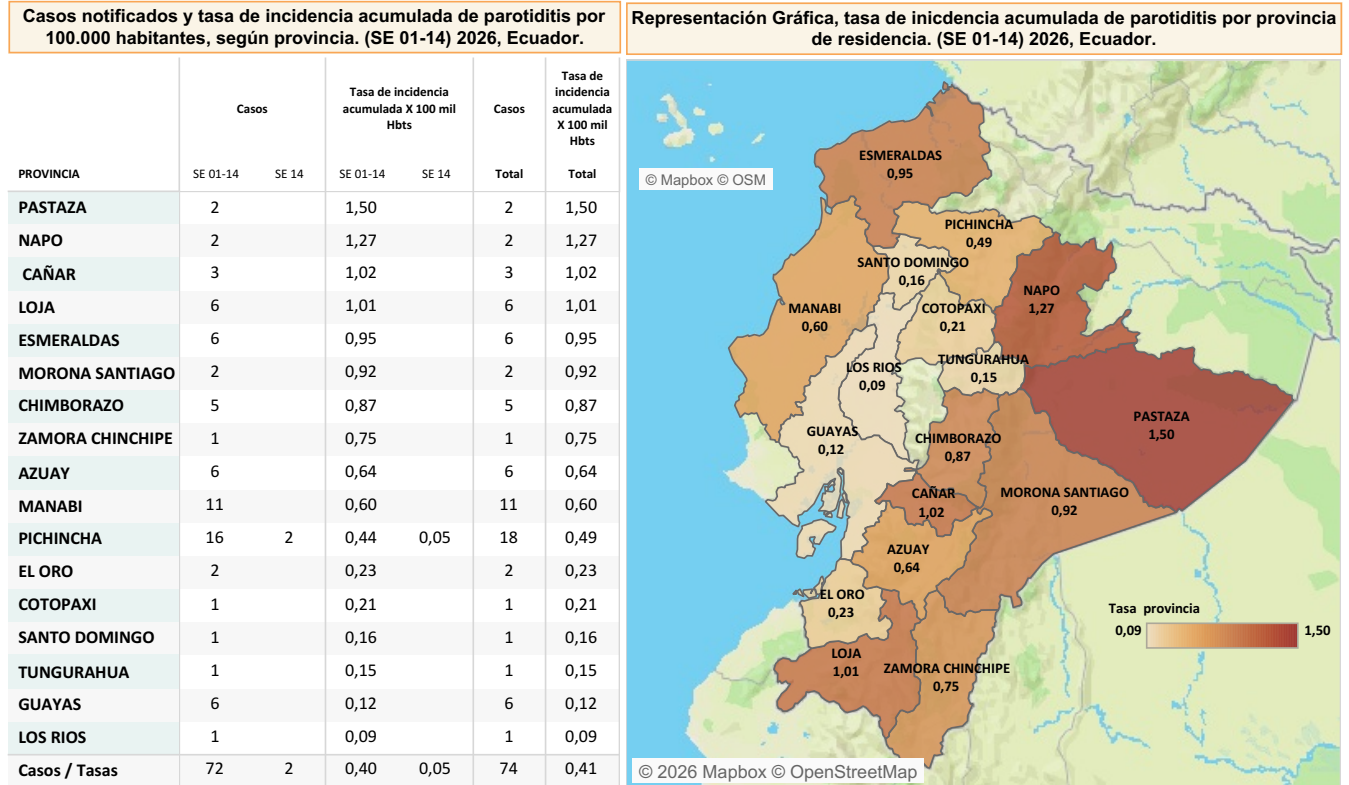 Casos notificados y tasa de incidencia acumulada de parotiditis por
100.000 habitantes, según provincia. (SE 01-14) 2026, Ecuador.
Casos
Tasa de incidencia
acumulada X 100 mil
Hbts
Casos
Tasa de
incidencia
acumulada
X 100 mil
Hbts
PROVINCIA SE 01-14 SE 14 SE 01-14 SE 14 Total Total
PASTAZA 2 1,50 2 1,50
NAPO 2 1,27 2 1,27
CAÑAR 3 1,02 3 1,02
LOJA 6 1,01 6 1,01
ESMERALDAS 6 0,95 6 0,95
MORONA SANTIAGO 2 0,92 2 0,92
CHIMBORAZO 5 0,87 5 0,87
ZAMORA CHINCHIPE 1 0,75 1 0,75
AZUAY 6 0,64 6 0,64
MANABI 11 0,60 11 0,60
PICHINCHA 16 2 0,44 0,05 18 0,49
EL ORO 2 0,23 2 0,23
COTOPAXI 1 0,21 1 0,21
SANTO DOMINGO 1 0,16 1 0,16
TUNGURAHUA 1 0,15 1 0,15
GUAYAS 6 0,12 6 0,12
LOS RIOS 1 0,09 1 0,09
Casos / Tasas 72 2 0,40 0,05 74 0,41
Representación Gráfica, tasa de inicdencia acumulada de parotiditis por provincia
de residencia. (SE 01-14) 2026, Ecuador.
© Mapbox © OSM
ESMERALDAS
0,95
PICHINCHA
0,49
SANTO DOMINGO
0,16
NAPO
1,27
MANABI
0,60
COTOPAXI
0,21
TUNGURAHUA
0,15
LOS RIOS
0,09
PASTAZA
1,50
GUAYAS
0,12
CHIMBORAZO
0,87
CAÑAR
1,02
MORONA SANTIAGO
0,92
AZUAY
0,64
EL ORO
0,23
LOJA
1,01
ZAMORA CHINCHIPE
0,75
Tasa provincia
0,09 1,50
© 2026 Mapbox © OpenStreetMap